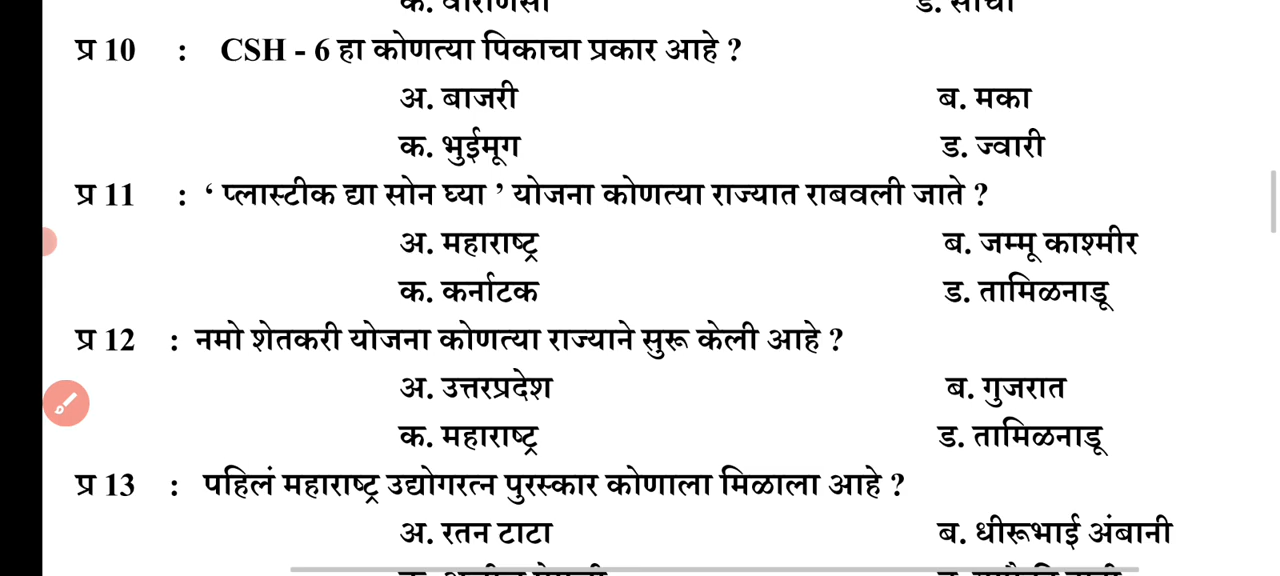 क. वाराणसी ड. सांची
प्र 10 : CSH - 6 हा कोणत्या पिकाचा प्रकार आहे ?
अ. बाजरी ब. मका
क. भुईमूग ड. ज्वारी
प्र 11 : ‘ प्लास्टीक द्या सोन घ्या ’ योजना कोणत्या राज्यात राबवली जाते ?
अ. महाराष्ट्र ब. जम्मू काश्मीर
क. कर्नाटक ड. तामिळनाडू
प्र 12 : नमो शेतकरी योजना कोणत्या राज्याने सुरू केली आहे ?
अ. उत्तरप्रदेश ब. गुजरात
क. महाराष्ट्र ड. तामिळनाडू
प्र 13 : पहिलं महाराष्ट्र उद्योगरत्न पुरस्कार कोणाला मिळाला आहे ?
अ. रतन टाटा ब. धीरूभाई अंबानी